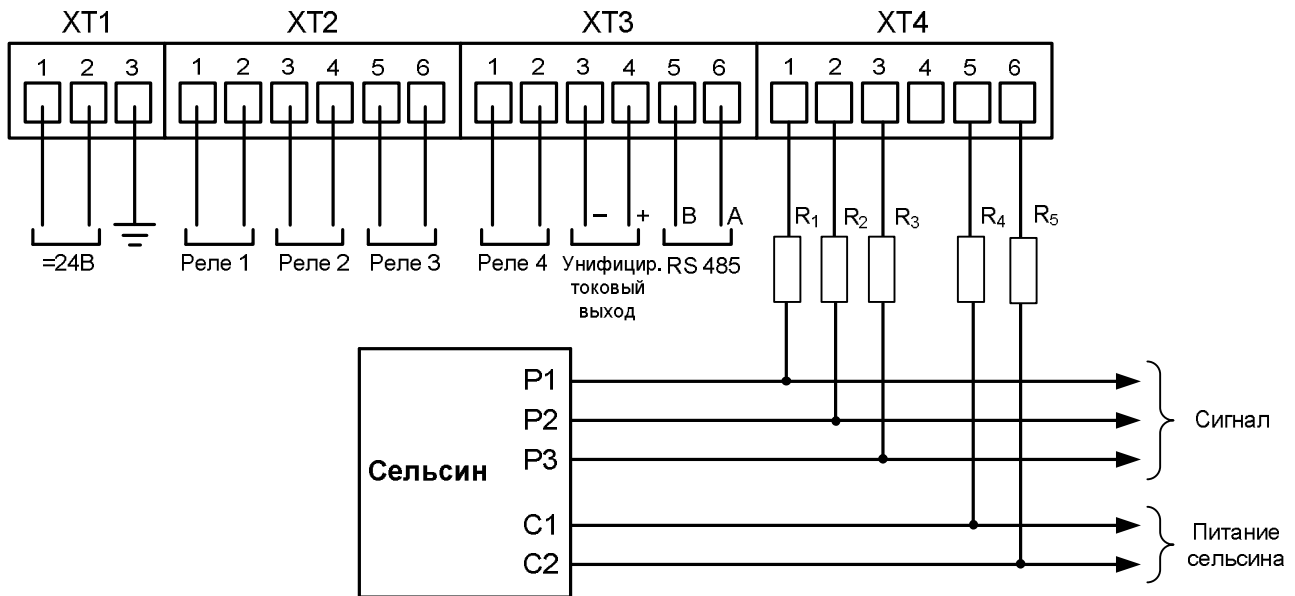 XT1 XT2 XT3 XT4
1 2 3 1 2 3 4 5 6 1 2 3 4 5 6 1 2 3 4 5 6
– + B A R1 R2 R3 R4 R5
=24В Реле 1 Реле 2 Реле 3 Реле 4 Унифицир. RS 485
токовый
выход
P1
P2
Сигнал
P3
Сельсин
C1
Питание
C2
сельсина